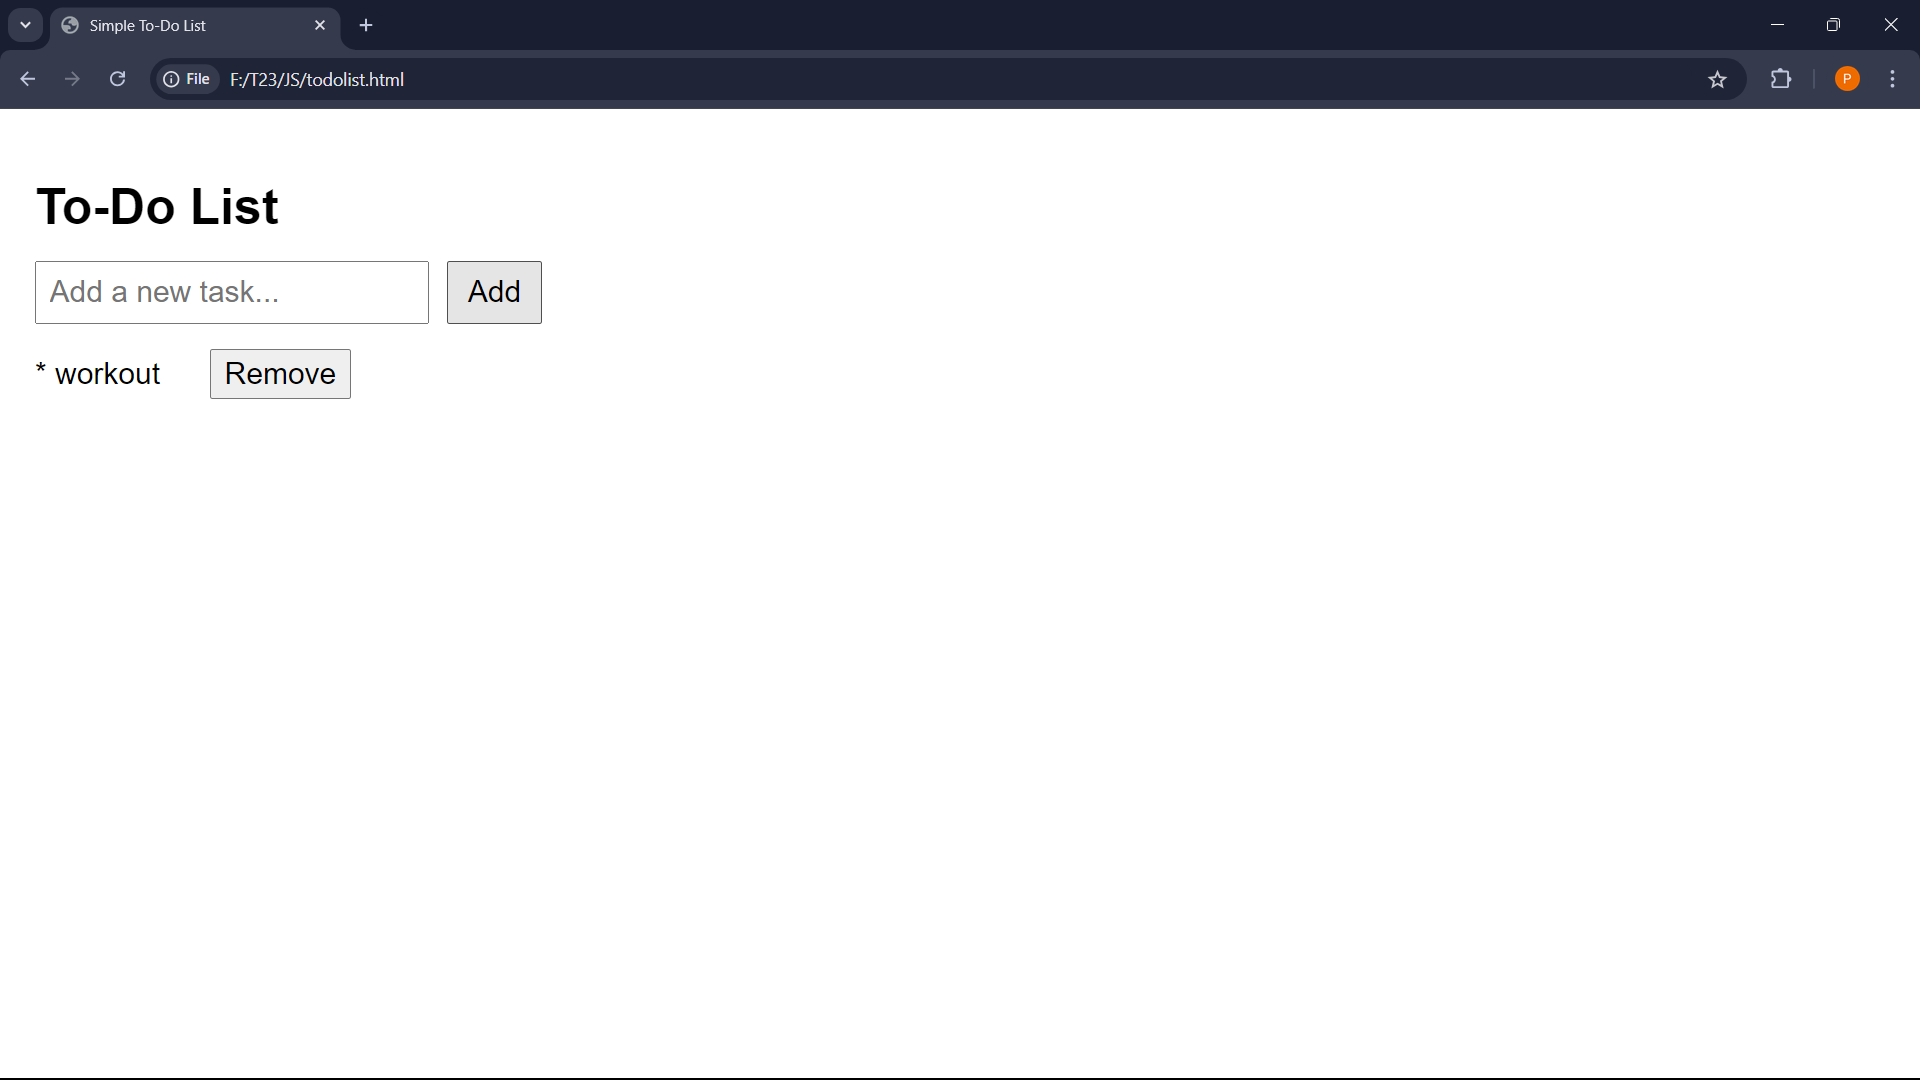 Simple To-Do List
File F:/T23/JS/todolist.html
P
To-Do List
Add a new task... Add
* workout Remove